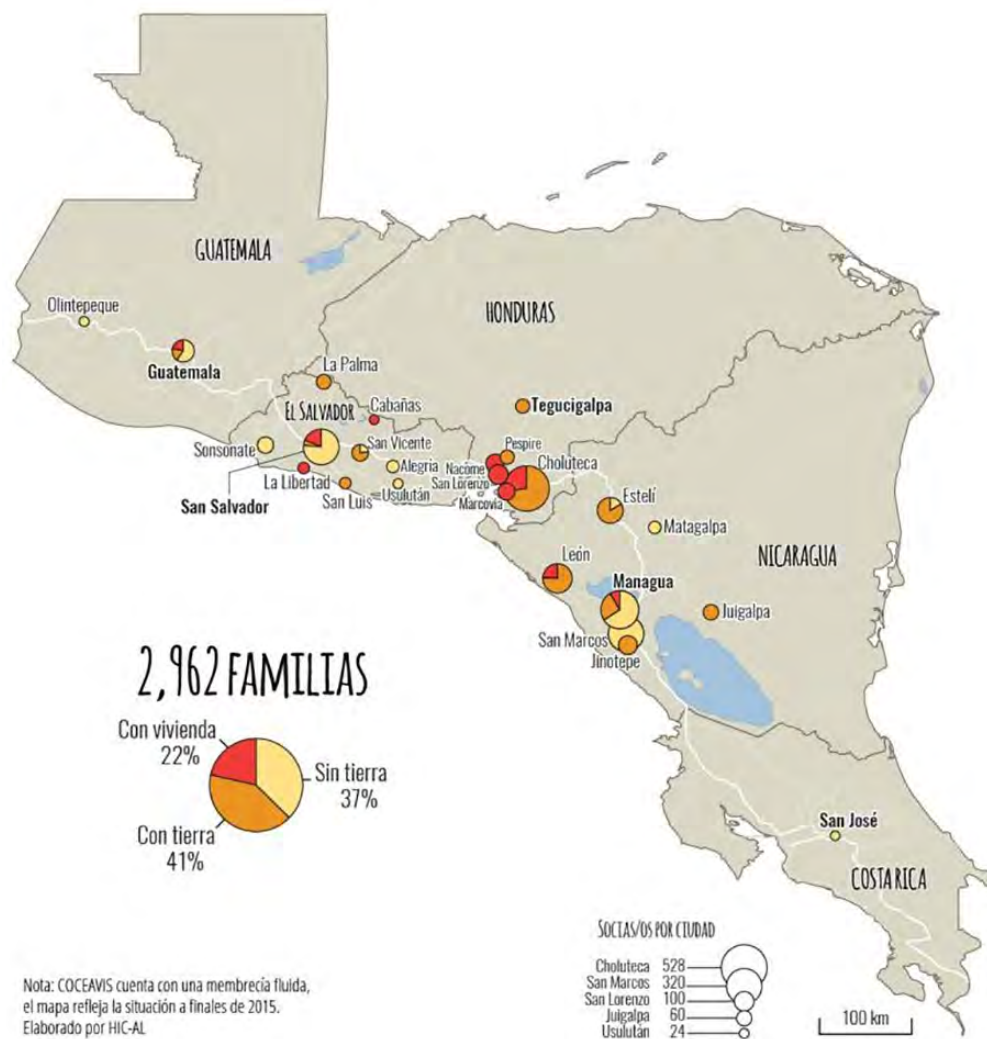 GUATEMALA
HONDURAS
Olintepeque
Guatemala
La Palma
EL SALVADOR
Cabañas
Tegucigalpa
Sonsonate
San Vicente
Pespire
Nacome
Choluteca
Alegría
San Lorenzo
La Libertad
Usulután
Marcovia
San Luis
San Salvador
Estelí
Matagalpa
NICARAGUA
León
Managua
Juigalpa
San Marcos
Jinotepe
2,962 FAMILIAS
Con vivienda
22%
Sin tierra
37%
Con tierra
41%
San José
COSTA RICA
SOCIAS/OS POR CIUDAD
Choluteca 528
San Marcos 320
San Lorenzo 100
Juigalpa 60
Usulután 24
100 km
Nota: COCEAVIS cuenta con una membrecía fluida,
el mapa refleja la situación a finales de 2015.
Elaborado por HIC-AL